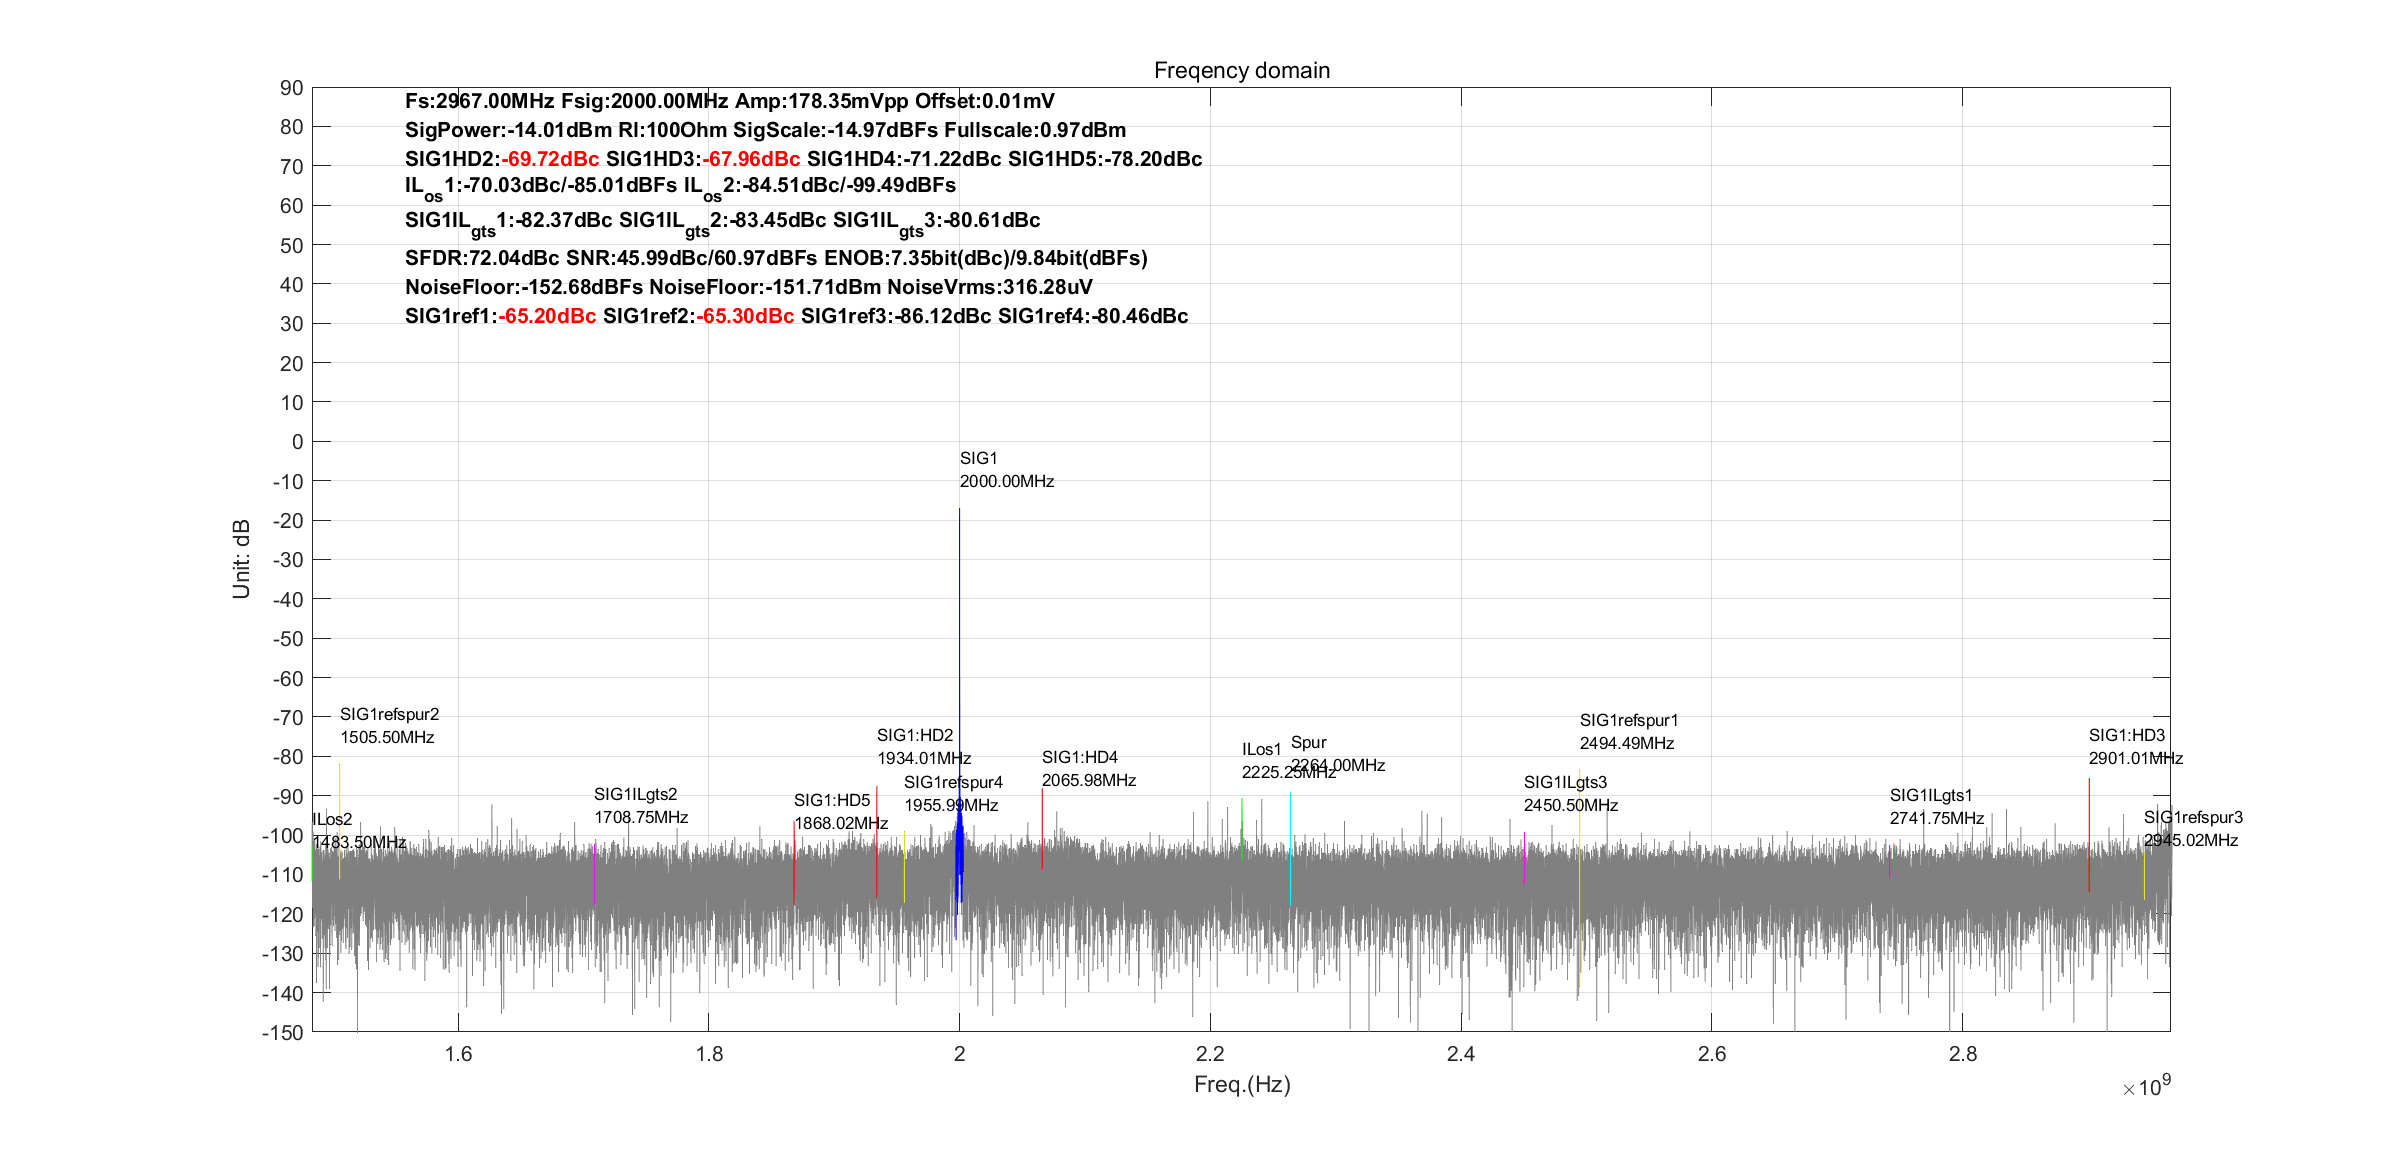 Freqency domain
Fs:2967.00MHz Fsig:2000.00MHz Amp:178.35mVpp Offset:0.01mV
SigPower:-14.01dBm Rl:100Ohm SigScale:-14.97dBFs Fullscale:0.97dBm
SIG1HD2:-69.72dBc SIG1HD3:-67.96dBc SIG1HD4:-71.22dBc SIG1HD5:-78.20dBc
ILos1:-70.03dBc/-85.01dBFs ILos2:-84.51dBc/-99.49dBFs
SIG1ILgts1:-82.37dBc SIG1ILgts2:-83.45dBc SIG1ILgts3:-80.61dBc
SFDR:72.04dBc SNR:45.99dBc/60.97dBFs ENOB:7.35bit(dBc)/9.84bit(dBFs)
NoiseFloor:-152.68dBFs NoiseFloor:-151.71dBm NoiseVrms:316.28uV
SIG1ref1:-65.20dBc SIG1ref2:-65.30dBc SIG1ref3:-86.12dBc SIG1ref4:-80.46dBc
90
80
70
60
50
40
30
20
10
0
-10
-20
-30
-40
-50
-60
-70
-80
-90
-100
-110
-120
-130
-140
-150
Unit: dB
SIG1
2000.00MHz
SIG1refspur2
1505.50MHz
ILos2
1483.50MHz
SIG1ILgts2
1708.75MHz
SIG1:HD5
1868.02MHz
SIG1:HD2
1934.01MHz
SIG1refspur4
1955.99MHz
SIG1:HD4
2065.98MHz
ILos1
2225.25MHz
Spur
2264.00MHz
SIG1ILgts3
2450.50MHz
SIG1refspur1
2494.49MHz
SIG1ILgts1
2741.75MHz
SIG1:HD3
2901.01MHz
SIG1refspur3
2945.02MHz
1.6 1.8 2 2.2 2.4 2.6 2.8
Freq.(Hz)
×10^9